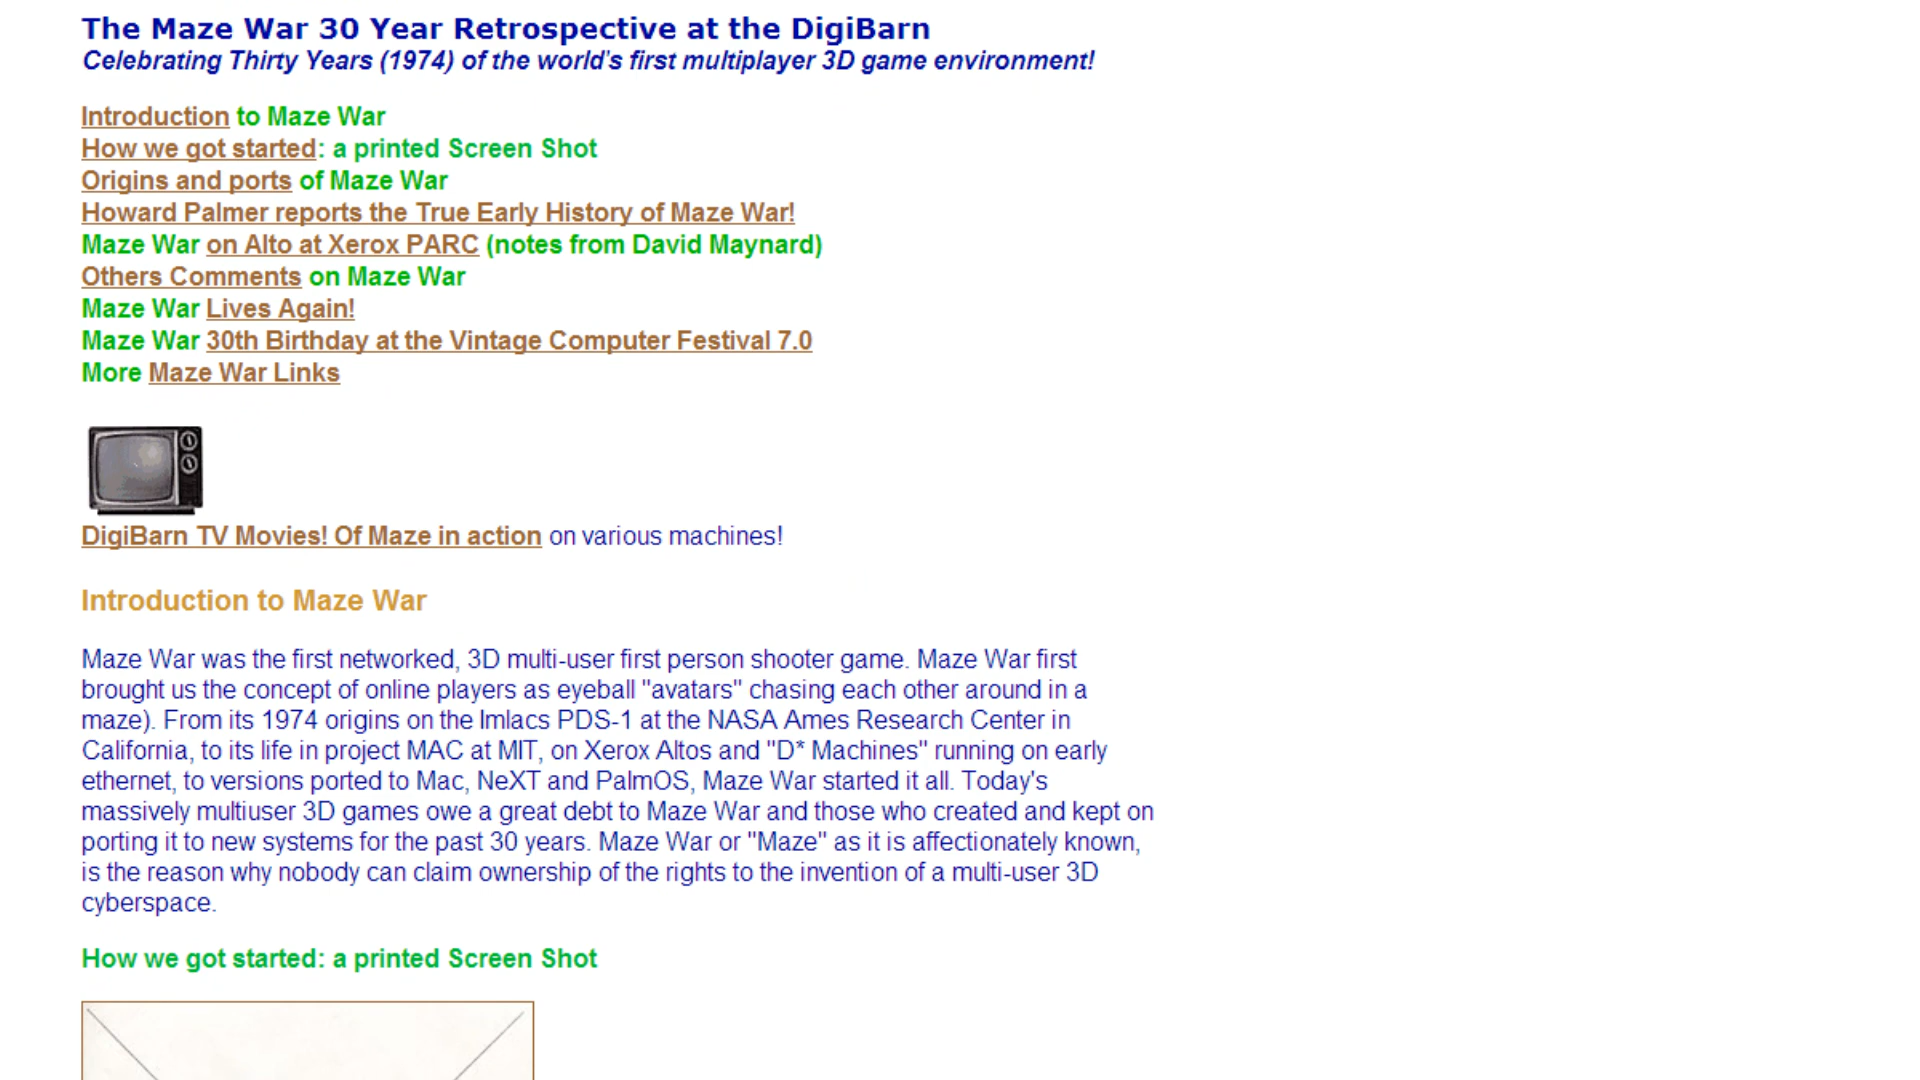 The Maze War 30 Year Retrospective at the DigiBarn
Celebrating Thirty Years (1974) of the world's first multiplayer 3D game environment!
Introduction to Maze War
How we got started: a printed Screen Shot
Origins and ports of Maze War
Howard Palmer reports the True Early History of Maze War!
Maze War on Alto at Xerox PARC (notes from David Maynard)
Others Comments on Maze War
Maze War Lives Again!
Maze War 30th Birthday at the Vintage Computer Festival 7.0
More Maze War Links
DigiBarn TV Movies! Of Maze in action on various machines!
Introduction to Maze War
Maze War was the first networked, 3D multi-user first person shooter game. Maze War first
brought us the concept of online players as eyeball "avatars" chasing each other around in a
maze). From its 1974 origins on the Imlacs PDS-1 at the NASA Ames Research Center in
California, to its life in project MAC at MIT, on Xerox Altos and "D* Machines" running on early
ethernet, to versions ported to Mac, NeXT and PalmOS, Maze War started it all. Today's
massively multiuser 3D games owe a great debt to Maze War and those who created and kept on
porting it to new systems for the past 30 years. Maze War or "Maze" as it is affectionately known,
is the reason why nobody can claim ownership of the rights to the invention of a multi-user 3D
cyberspace.
How we got started: a printed Screen Shot